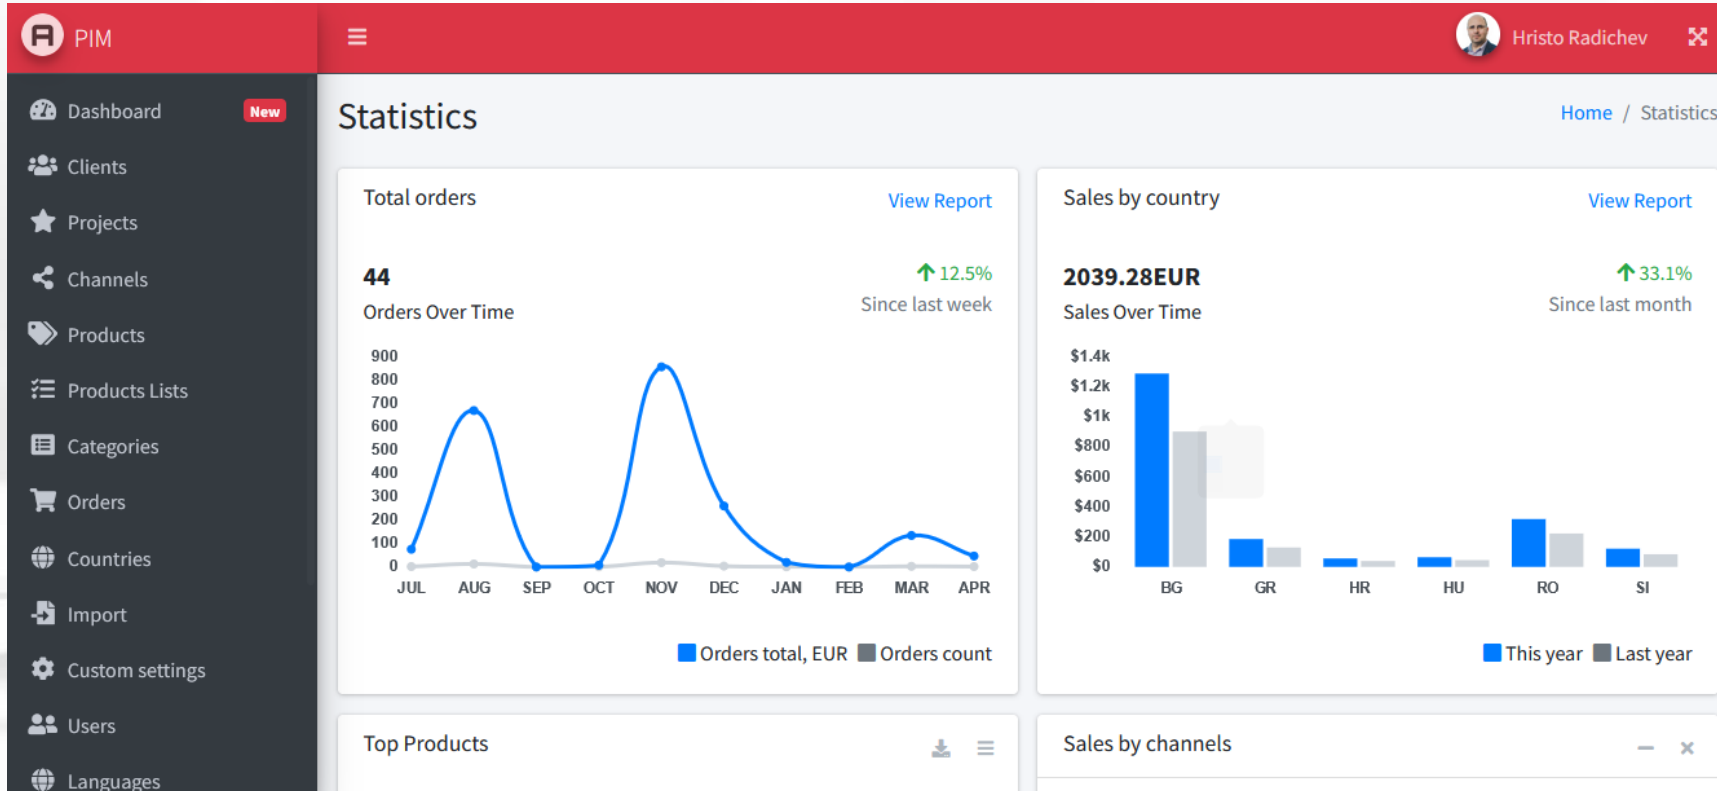 A PIM
Hristo Radichev
Dashboard New
Clients
Projects
Channels
Products
Products Lists
Categories
Orders
Countries
Import
Custom settings
Users
Languages
Statistics
Home / Statistics
Total orders
View Report
44
12.5%
Orders Over Time
Since last week
900
800
700
600
500
400
300
200
100
0
JUL AUG SEP OCT NOV DEC JAN FEB MAR APR
Orders total, EUR Orders count
Sales by country
View Report
2039.28EUR
33.1%
Sales Over Time
Since last month
$1.4k
$1.2k
$1k
$800
$600
$400
$200
$0
BG GR HR HU RO SI
This year Last year
Top Products
Sales by channels